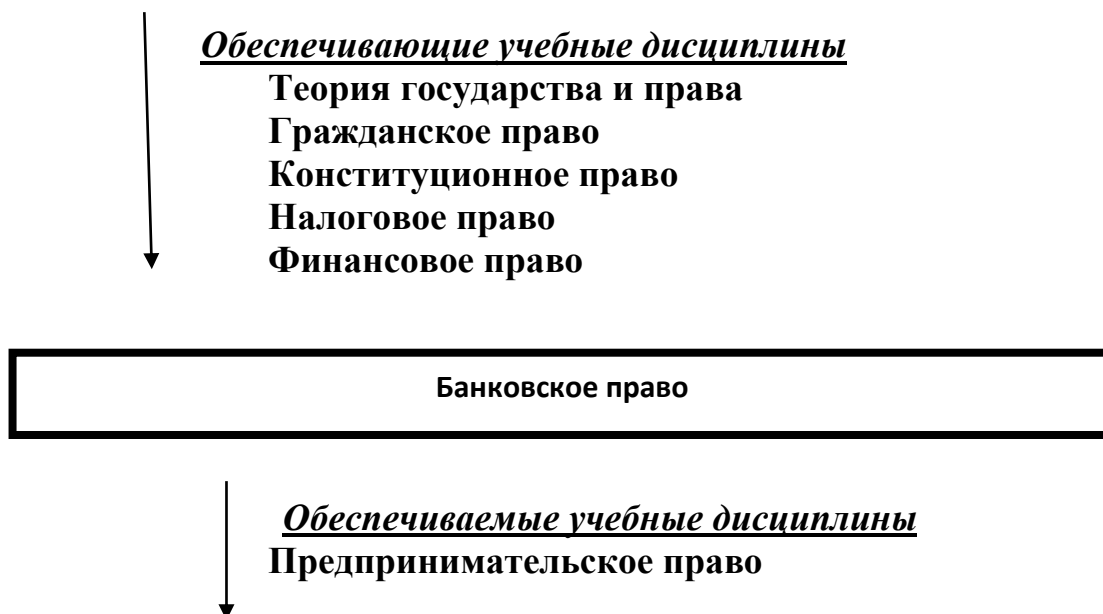 Обеспечивающие учебные дисциплины
Теория государства и права
Гражданское право
Конституционное право
Налоговое право
Финансовое право
Банковское право
Обеспечиваемые учебные дисциплины
Предпринимательское право